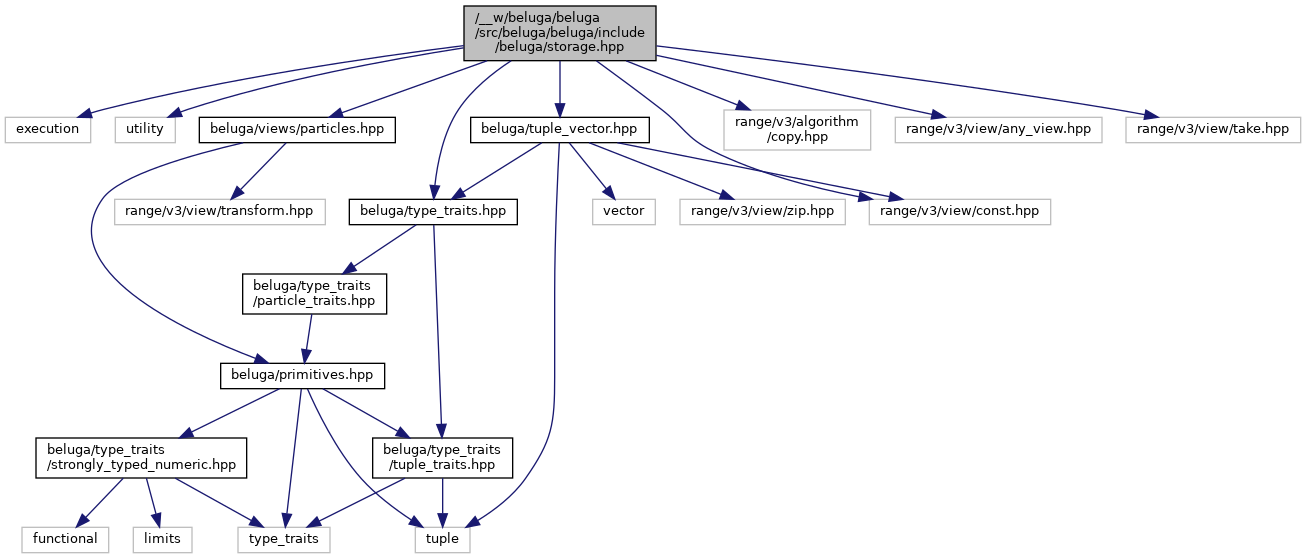 /__w/beluga/beluga
/src/beluga/beluga/include
/beluga/storage.hpp
execution
utility
beluga/views/particles.hpp
beluga/tuple_vector.hpp
range/v3/algorithm
/copy.hpp
range/v3/view/any_view.hpp
range/v3/view/take.hpp
range/v3/view/transform.hpp
beluga/type_traits.hpp
vector
range/v3/view/zip.hpp
range/v3/view/const.hpp
beluga/type_traits
/particle_traits.hpp
beluga/primitives.hpp
beluga/type_traits
/strongly_typed_numeric.hpp
beluga/type_traits
/tuple_traits.hpp
functional
limits
type_traits
tuple